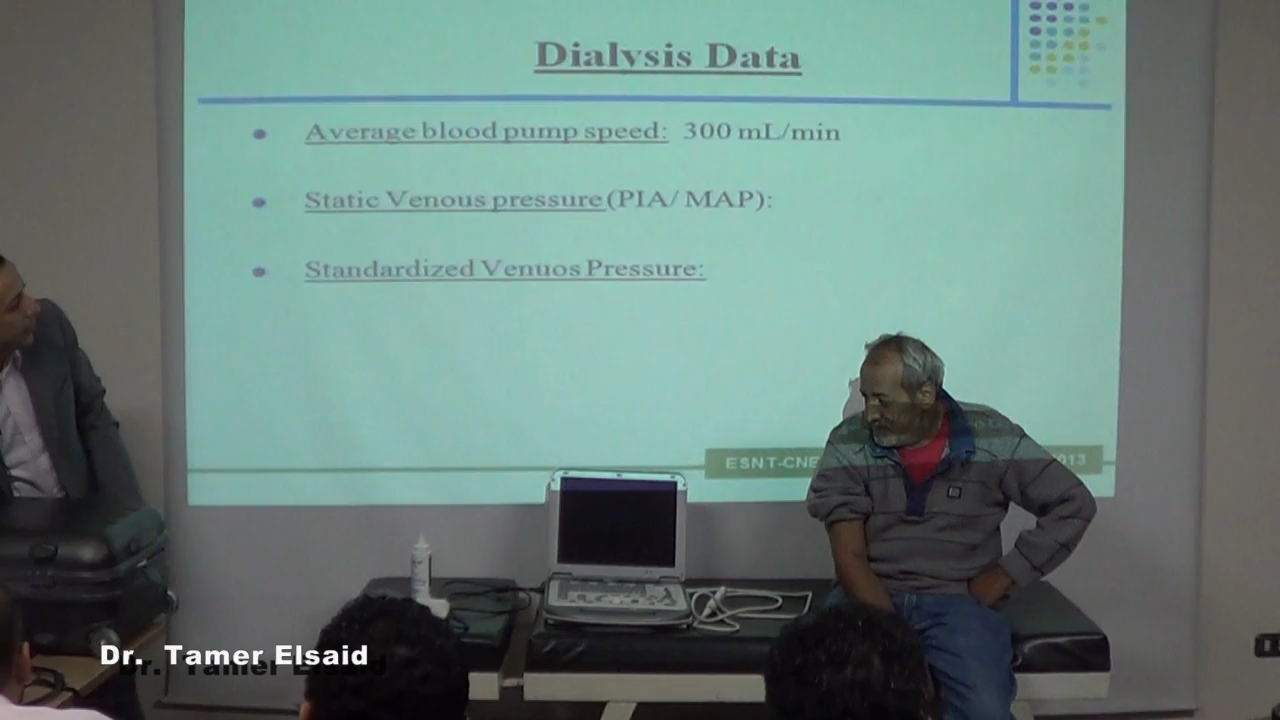 Dialysis Data
Average blood pump speed: 300 mL/min
Static Venous pressure (PIA/ MAP):
Standardized Venuos Pressure:
ESNT-CNE
2013
Dr. Tamer Elsaid